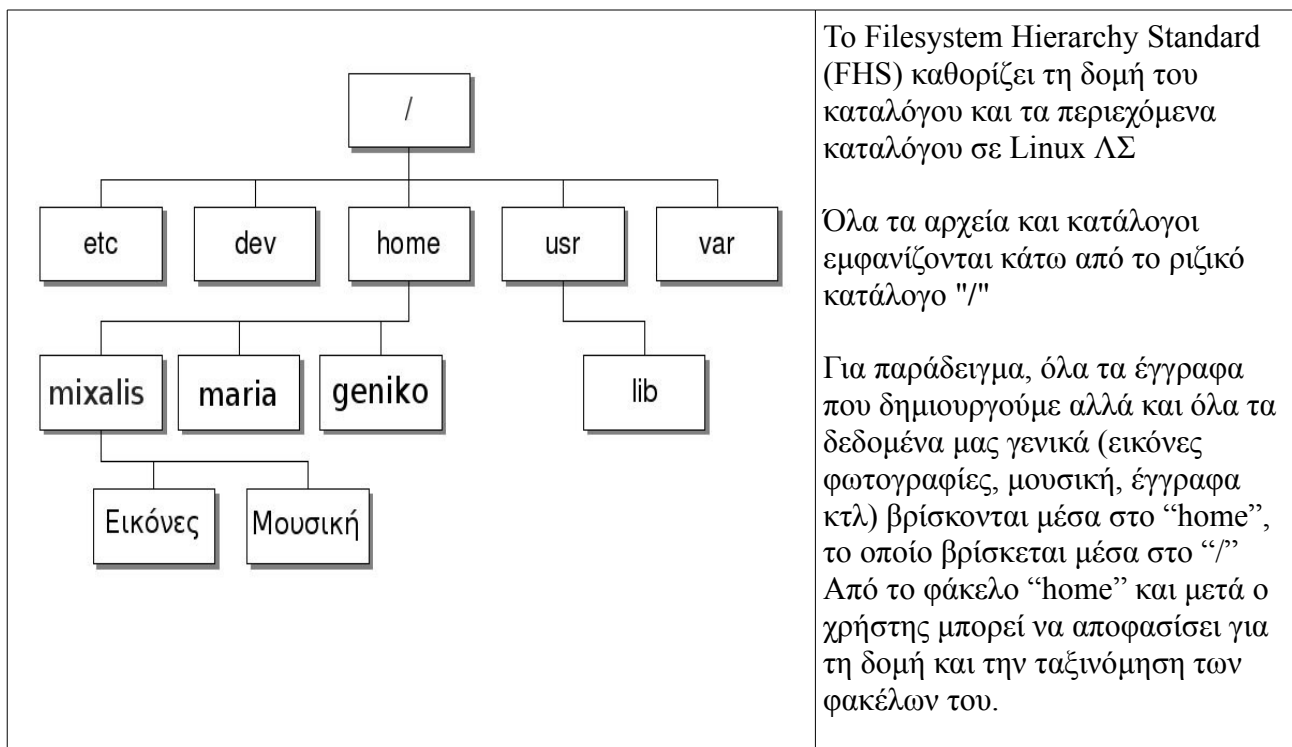 /
etc
dev
home
usr
var
mixalis
maria
geniko
lib
Εικόνες
Μουσική
Το Filesystem Hierarchy Standard
(FHS) καθορίζει τη δομή του
καταλόγου και τα περιεχόμενα
καταλόγου σε Linux ΛΣ
Όλα τα αρχεία και κατάλογοι
εμφανίζονται κάτω από το ριζικό
κατάλογο "/"
Για παράδειγμα, όλα τα έγγραφα
που δημιουργούμε αλλά και όλα τα
δεδομένα μας γενικά (εικόνες
φωτογραφίες, μουσική, έγγραφα
κτλ) βρίσκονται μέσα στο “home”,
το οποίο βρίσκεται μέσα στο “/”
Από το φάκελο “home” και μετά ο
χρήστης μπορεί να αποφασίσει για
τη δομή και την ταξινόμηση των
φακέλων του.